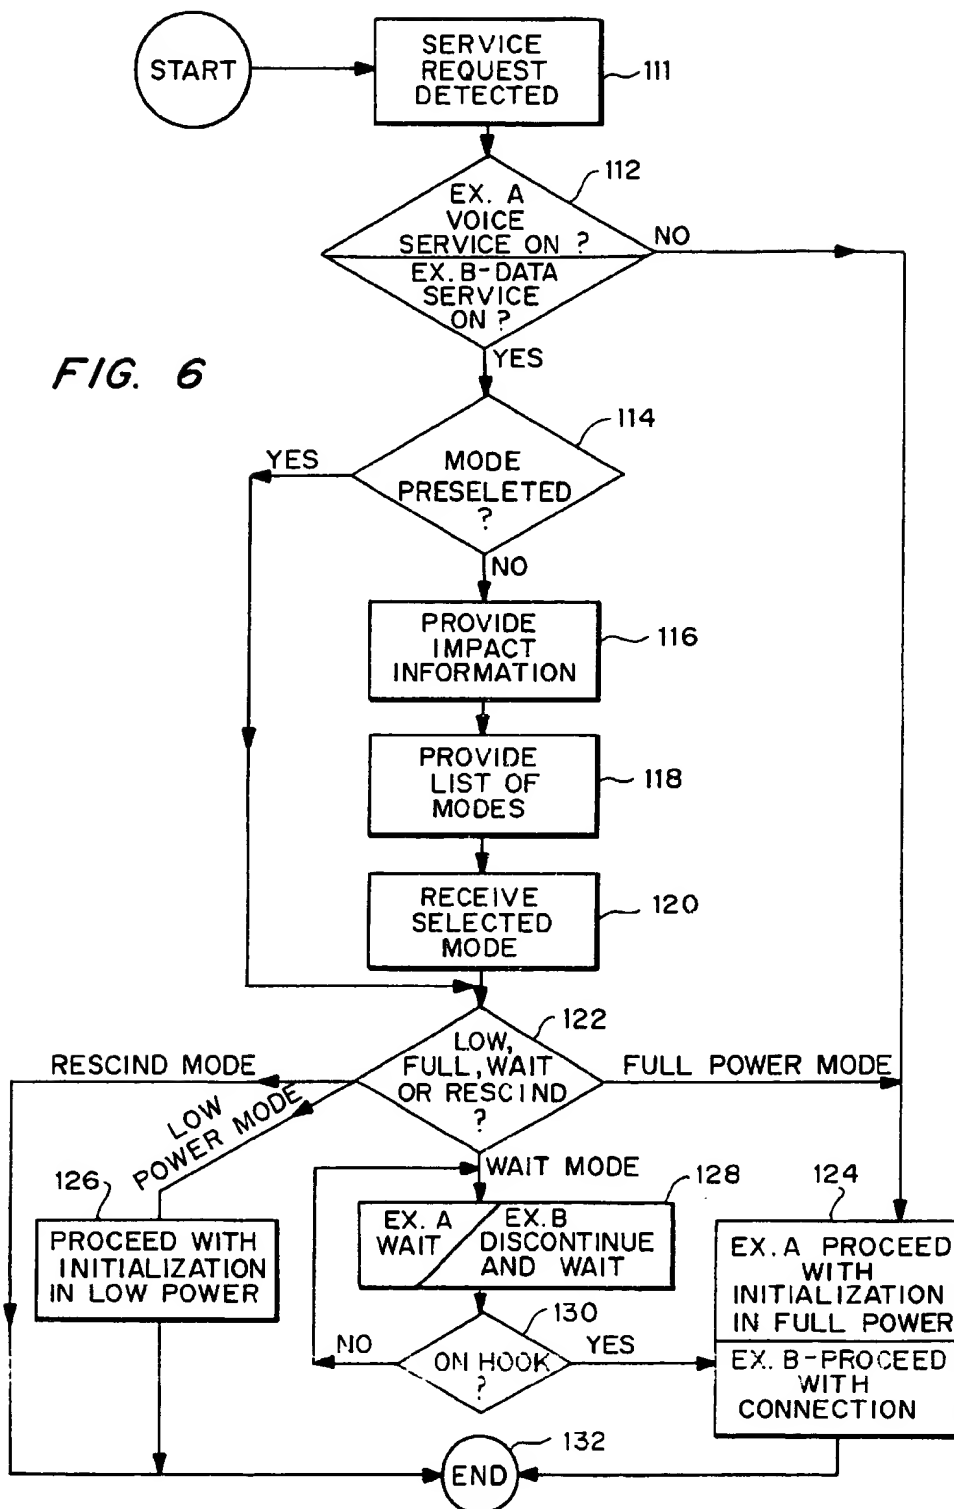 START
SERVICE
REQUEST
DETECTED
111
112
EX. A
VOICE
SERVICE ON ?
EX. B-DATA
SERVICE
ON ?
NO
YES
FIG. 6
114
YES
MODE
PRESELETED
?
NO
PROVIDE
IMPACT
INFORMATION
116
PROVIDE
LIST OF
MODES
118
RECEIVE
SELECTED
MODE
120
122
LOW,
FULL, WAIT
OR RESCIND
?
RESCIND MODE
FULL POWER MODE
LOW
POWER MODE
WAIT MODE
126
128
124
PROCEED WITH
INITIALIZATION
IN LOW POWER
EX. A
WAIT
EX. B
DISCONTINUE
AND WAIT
EX. A PROCEED
WITH
INITIALIZATION
IN FULL POWER
EX. B-PROCEED
WITH
CONNECTION
130
NO
ON HOOK
?
YES
132
END